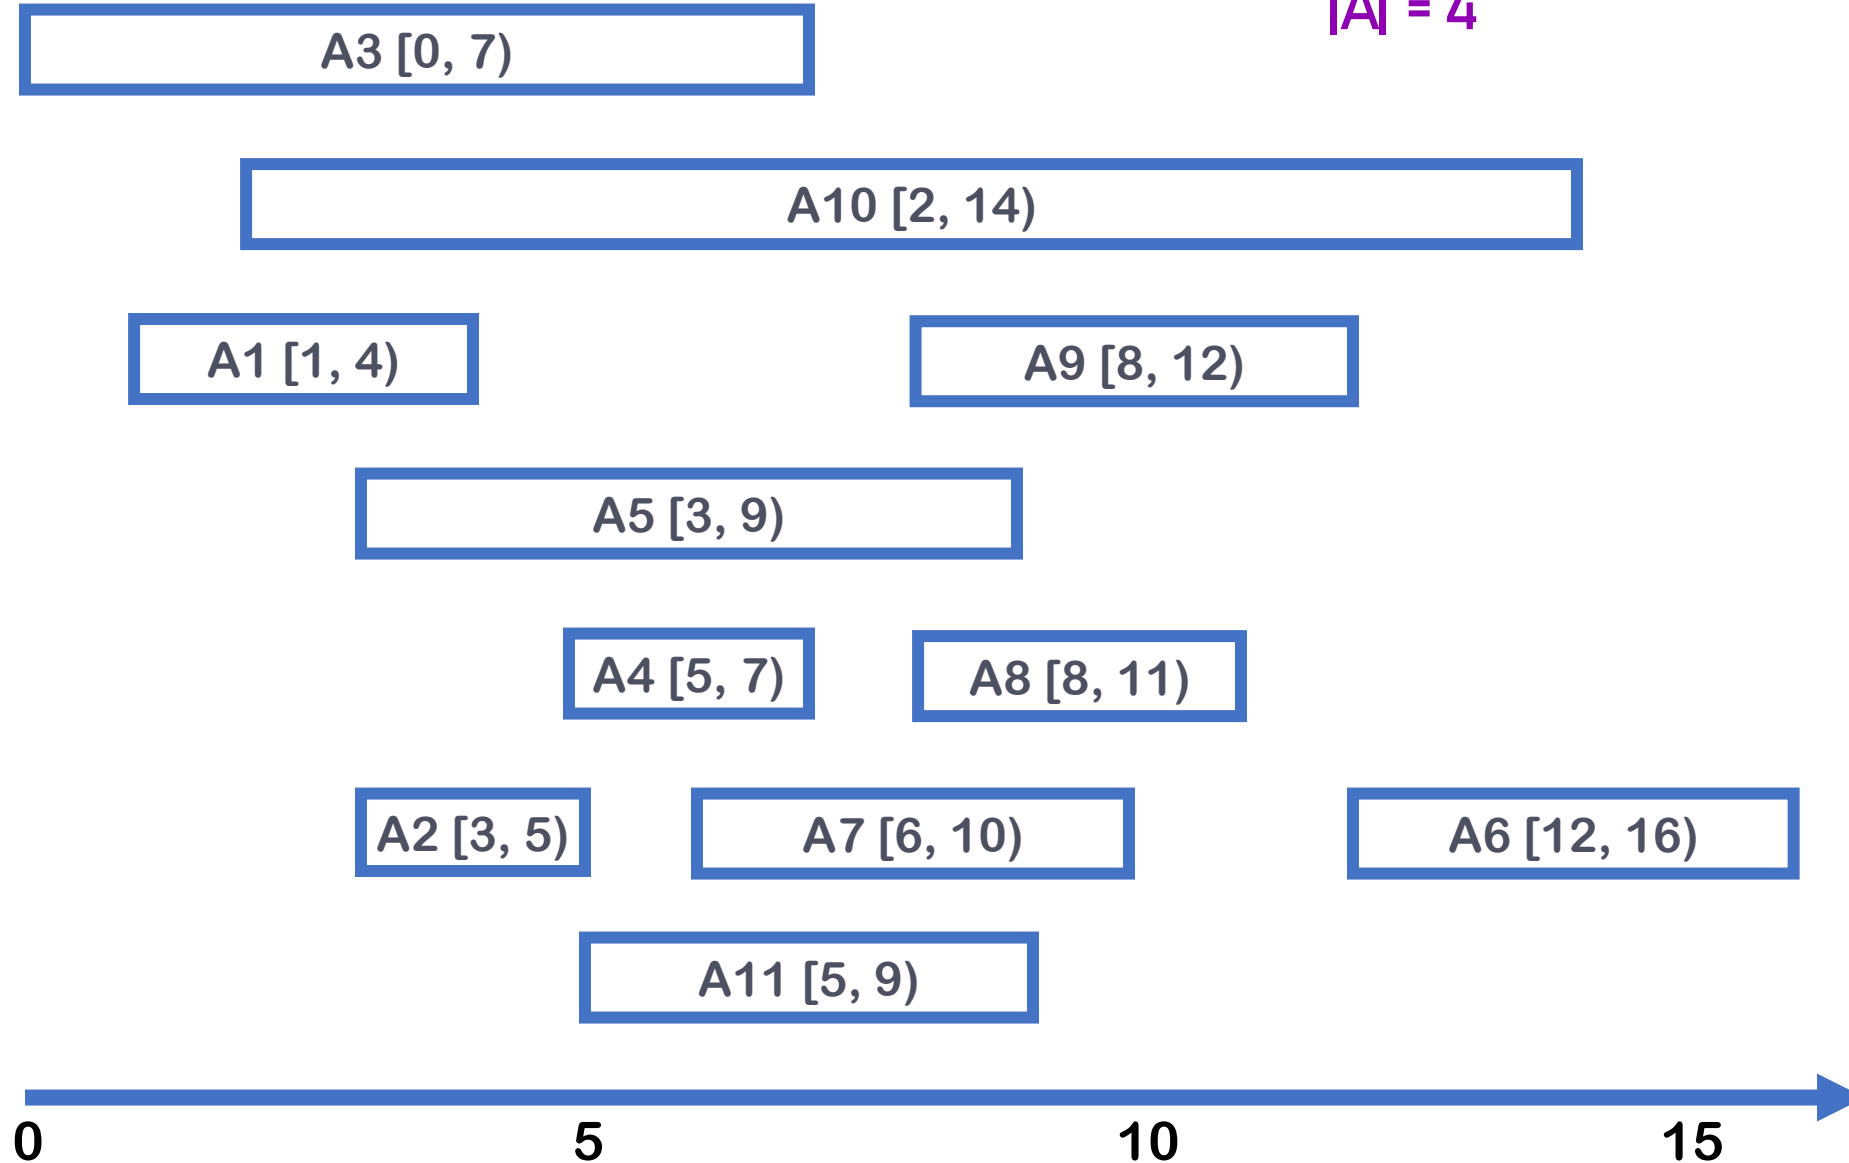 |A| = 4
A3 [0, 7)
A10 [2, 14)
A1 [1, 4)
A9 [8, 12)
A5 [3, 9)
A4 [5, 7)
A8 [8, 11)
A2 [3, 5)
A7 [6, 10)
A6 [12, 16)
A11 [5, 9)
0 5 10 15